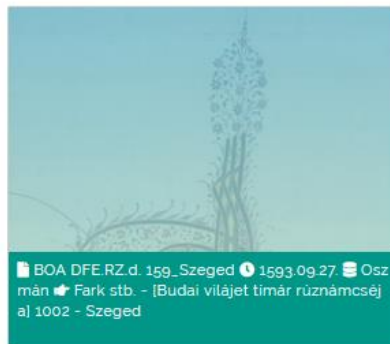 BOA DFE.RZ.d. 159_Szeged 1593.09.27. Osz
mán Fark stb. - [Budai vilájet timár rúznámcséj
a] 1002 - Szeged